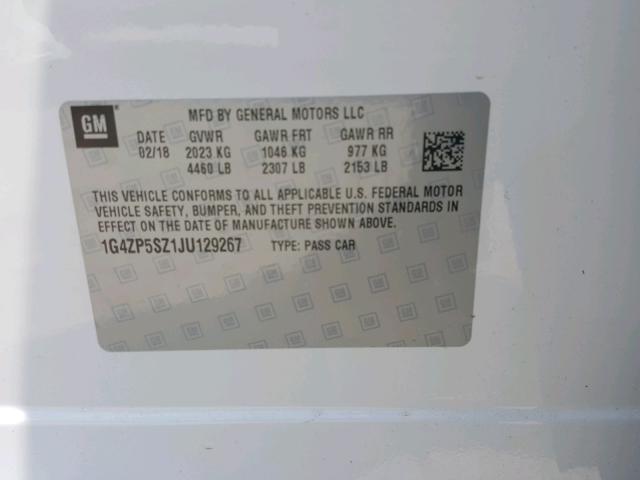 GM
MFD BY GENERAL MOTORS LLC
DATE GVWR GAWR FRT GAWR RR
02/18 2023 KG 1046 KG 977 KG
4460 LB 2307 LB 2153 LB
THIS VEHICLE CONFORMS TO ALL APPLICABLE U.S. FEDERAL MOTOR
VEHICLE SAFETY, BUMPER, AND THEFT PREVENTION STANDARDS IN
EFFECT ON THE DATE OF MANUFACTURE SHOWN ABOVE.
1G4ZP5SZ1JU129267 TYPE: PASS CAR